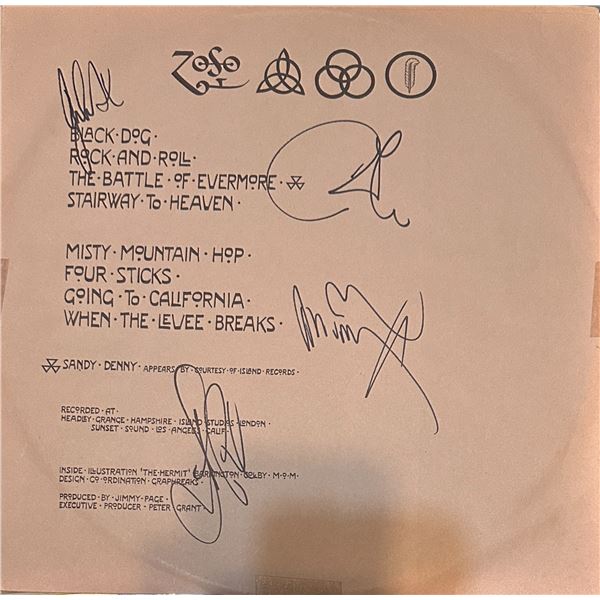 BLACK·DOG·
ROCK·AND·ROLL·
THE·BATTLE·OF·EVERMORE·
STAIRWAY·TO·HEAVEN·
MISTY·MOUNTAIN·HOP·
FOUR·STICKS·
GOING·TO·CALIFORNIA·
WHEN·THE·LEVEE·BREAKS·
SANDY·DENNY·APPEARS·BY·COURTESY·OF·ISLAND·RECORDS·
RECORDED·AT·
HEADLEY·GRANGE·HAMPSHIRE·ISLAND·STUDIOS·LONDON·
SUNSET·SOUND·LOS·ANGELES·CALIF·
INSIDE·ILLUSTRATION 'THE·HERMIT' BARRINGTON·COLBY·M·O·M·
DESIGN·CO·ORDINATION·GRAPHREAKS·
PRODUCED·BY·JIMMY·PAGE·
EXECUTIVE·PRODUCER·PETER·GRANT·